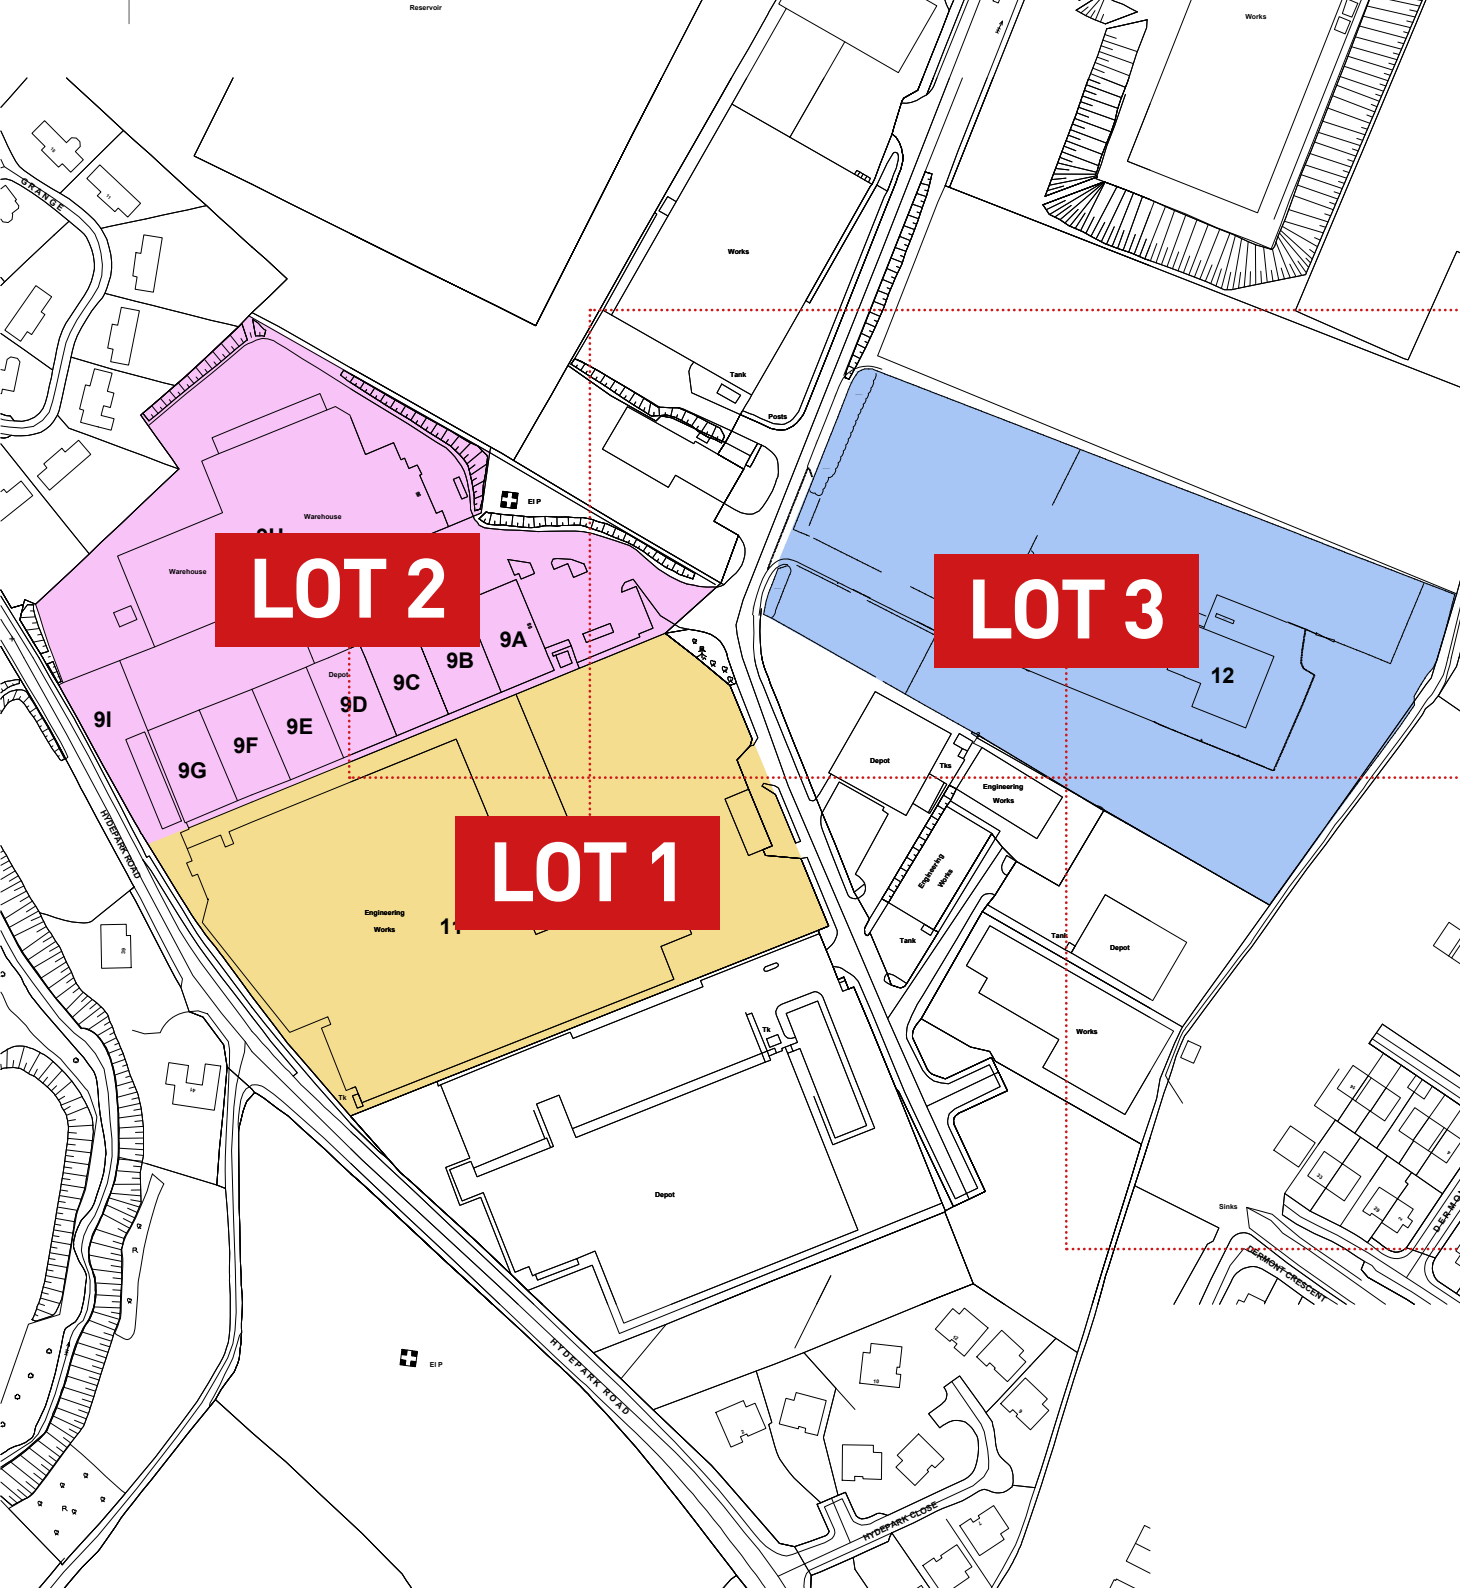 Reservoir
Works
GRANGE
Works
Tank
Posts
El P
Warehouse
9H
Warehouse
LOT 2
LOT 3
9A
9B
9C
Depot
9D
9E
9F
9G
9I
12
HYDEPARK ROAD
Depot
Tks
Engineering
Works
LOT 1
Engineering
Works
11
Engineering
Works
Tank
Tank
Depot
Works
Tk
Tk
Depot
Sinks
DERMONT CRESCENT
HYDEPARK ROAD
El P
HYDEPARK CLOSE